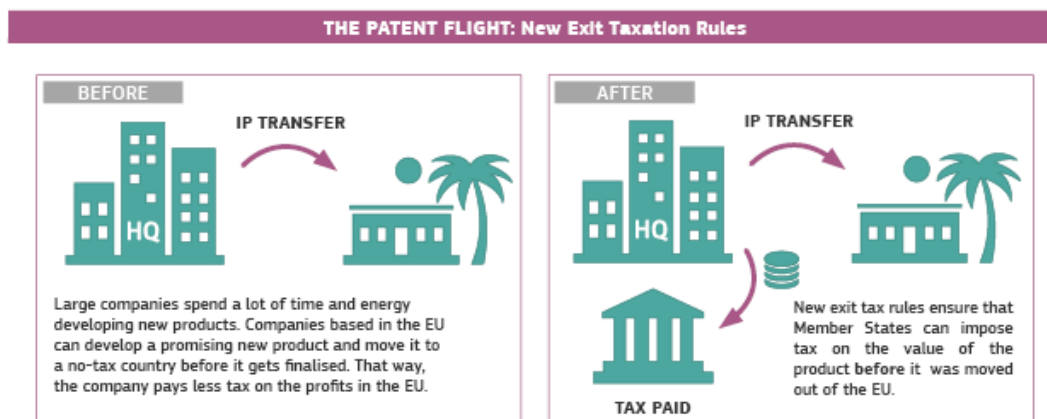 THE PATENT FLIGHT: New Exit Taxation Rules
BEFORE
IP TRANSFER
HQ
Large companies spend a lot of time and energy
developing new products. Companies based in the EU
can develop a promising new product and move it to
a no-tax country before it gets finalised. That way,
the company pays less tax on the profits in the EU.
AFTER
IP TRANSFER
HQ
New exit tax rules ensure that
Member States can impose
tax on the value of the
product before it was moved
out of the EU.
TAX PAID